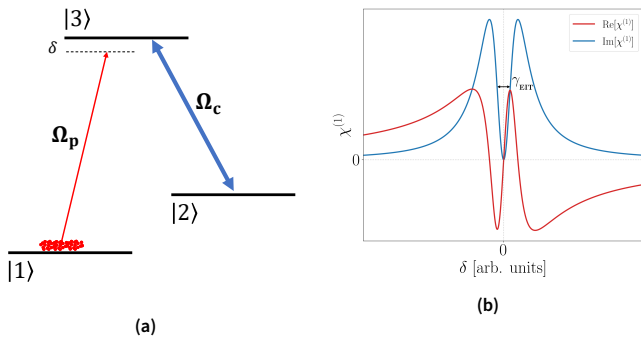 |3⟩
δ
Ωp
Ωc
|2⟩
|1⟩
(a)
Re[χ(1)]
Im[χ(1)]
γEIT
χ(1)
0
0
δ [arb. units]
(b)